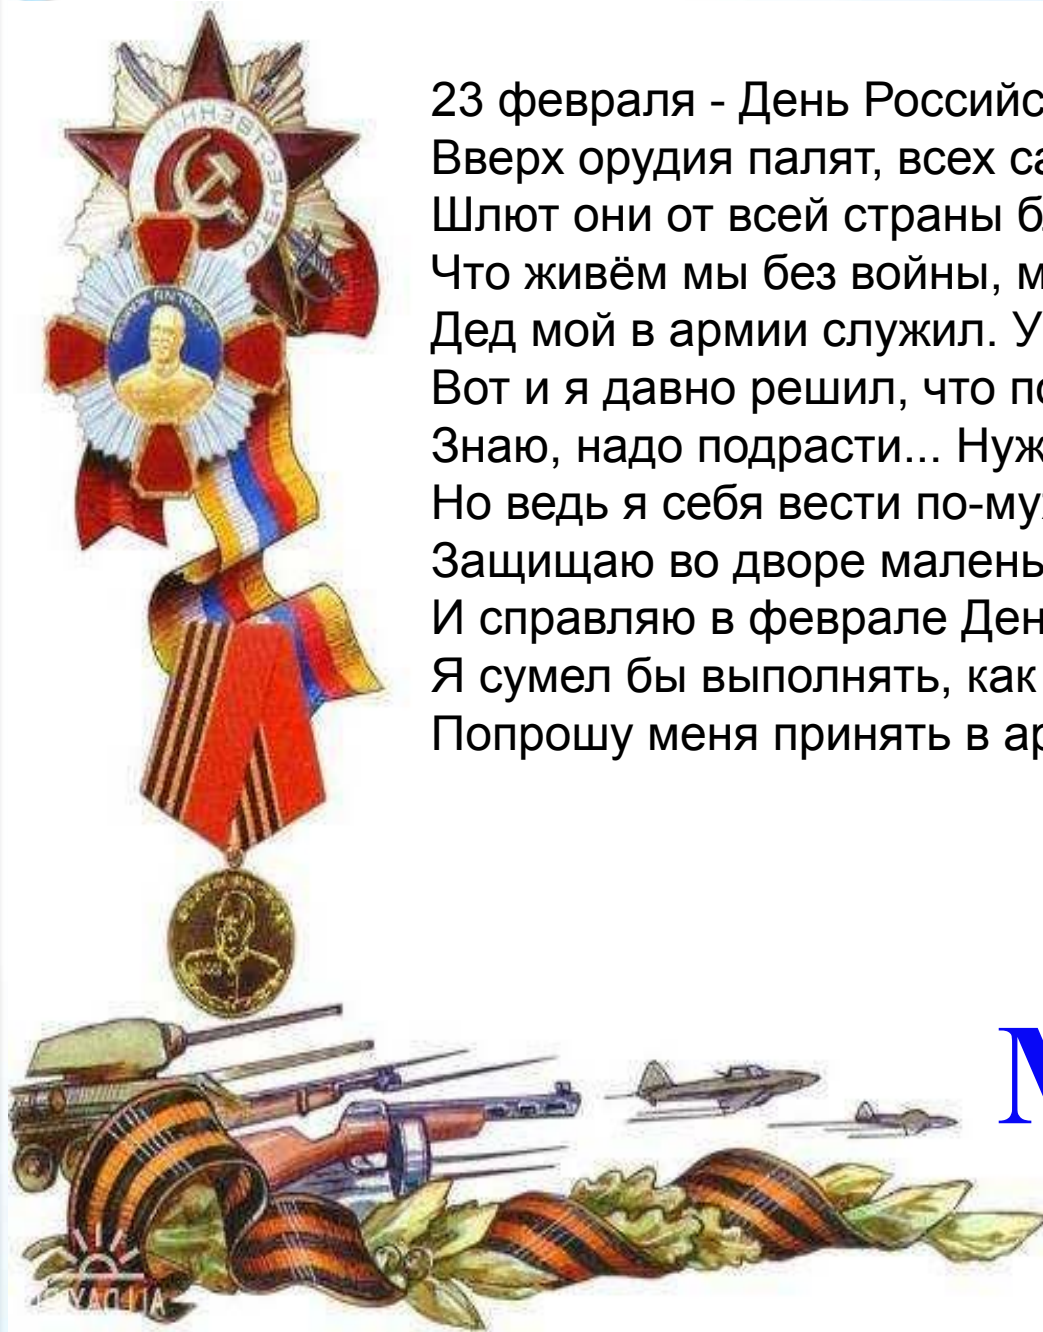 23 февраля - День Российс
Вверх орудия палят, всех са
Шлют они от всей страны б
Что живём мы без войны, м
Дед мой в армии служил. У
Вот и я давно решил, что по
Знаю, надо подрасти... Нуж
Но ведь я себя вести по-му
Защищаю во дворе малень
И справляю в феврале Ден
Я сумел бы выполнять, как
Попрошу меня принять в ар